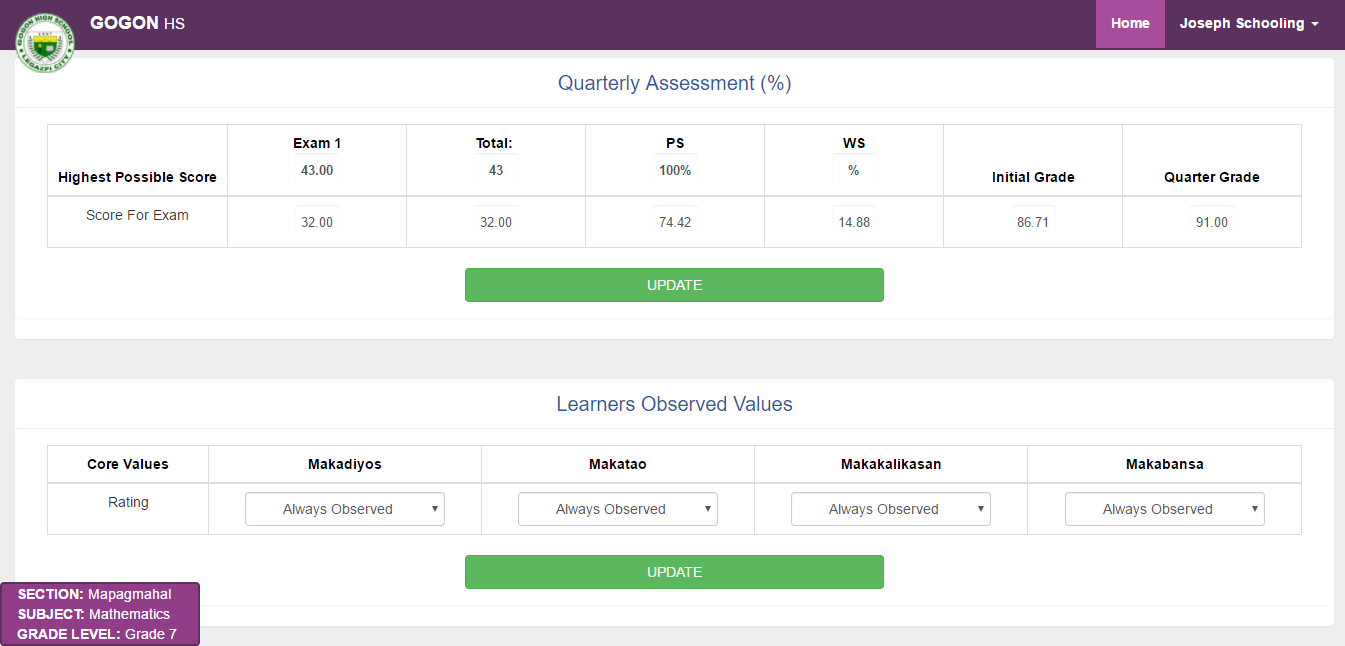 GOGON HS
Home
Joseph Schooling
GOGON HIGH SCHOOL
LEGAZPI CITY
Quarterly Assessment (%)
Highest Possible Score
Exam 1
43.00
Total:
43
PS
100%
WS
%
Initial Grade
Quarter Grade
Score For Exam
32.00
32.00
74.42
14.88
86.71
91.00
UPDATE
Learners Observed Values
Core Values
Makadiyos
Makatao
Makakalikasan
Makabansa
Rating
Always Observed
Always Observed
Always Observed
Always Observed
UPDATE
SECTION: Mapagmahal
SUBJECT: Mathematics
GRADE LEVEL: Grade 7